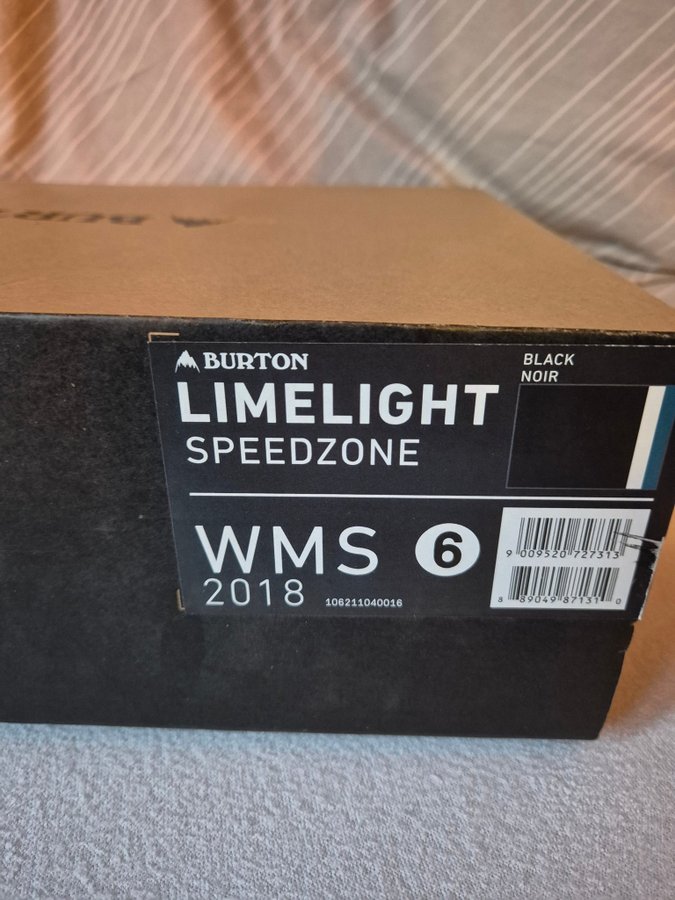 BURTON
LIMELIGHT
SPEEDZONE
BLACK
NOIR
WMS 6
2018 106211040016
9 009520 727313
8 89049 87131 0